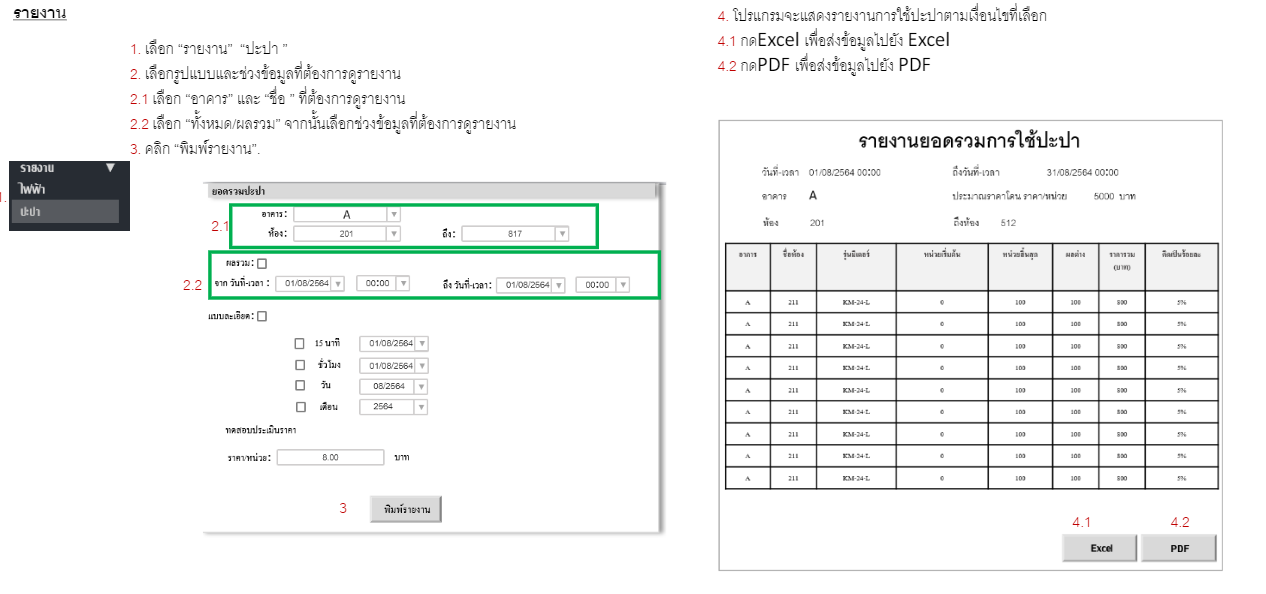 รายงาน
1. เลือก “รายงาน” “ปะปา ”
2. เลือกรูปแบบและช่วงข้อมูลที่ต้องการดูรายงาน
2.1 เลือก “อาคาร” และ “ชื่อ ” ที่ต้องการดูรายงาน
2.2 เลือก “ทั้งหมด/ผลรวม” จากนั้นเลือกช่วงข้อมูลที่ต้องการดูรายงาน
3. คลิก “พิมพ์รายงาน”.
1.
รายงาน ▼
ไฟฟ้า
ปะปา
ยอดรวมปะปา
2.1
อาคาร: A
ห้อง: 201 ถึง: 817
2.2
ผลรวม:
จาก วันที่-เวลา : 01/08/2564 00:00 ถึง วันที่-เวลา: 01/08/2564 00:00
แบบละเอียด:
15 นาที 01/08/2564
ชั่วโมง 01/08/2564
วัน 08/2564
เดือน 2564
ทดสอบประเมินราคา
ราคา/หน่วย: 8.00 บาท
3 พิมพ์รายงาน
4. โปรแกรมจะแสดงรายงานการใช้ปะปาตามเงื่อนไขที่เลือก
4.1 กดExcel เพื่อส่งข้อมูลไปยัง Excel
4.2 กดPDF เพื่อส่งข้อมูลไปยัง PDF
รายงานยอดรวมการใช้ปะปา
วันที่-เวลา 01/08/2564 00:00 ถึงวันที่-เวลา 31/08/2564 00:00
อาคาร A ประมาณราคาโดน ราคา/หน่วย 5000 บาท
ห้อง 201 ถึงห้อง 512
อาคาร ชื่อห้อง รุ่นมิเตอร์ หน่วยเริ่มต้น หน่วยสิ้นสุด ผลต่าง ราคารวม (บาท) คิดเป็นร้อยละ
A 211 KM-24-L 0 100 100 800 5%
A 211 KM-24-L 0 100 100 800 5%
A 211 KM-24-L 0 100 100 800 5%
A 211 KM-24-L 0 100 100 800 5%
A 211 KM-24-L 0 100 100 800 5%
A 211 KM-24-L 0 100 100 800 5%
A 211 KM-24-L 0 100 100 800 5%
A 211 KM-24-L 0 100 100 800 5%
A 211 KM-24-L 0 100 100 800 5%
4.1 4.2
Excel PDF